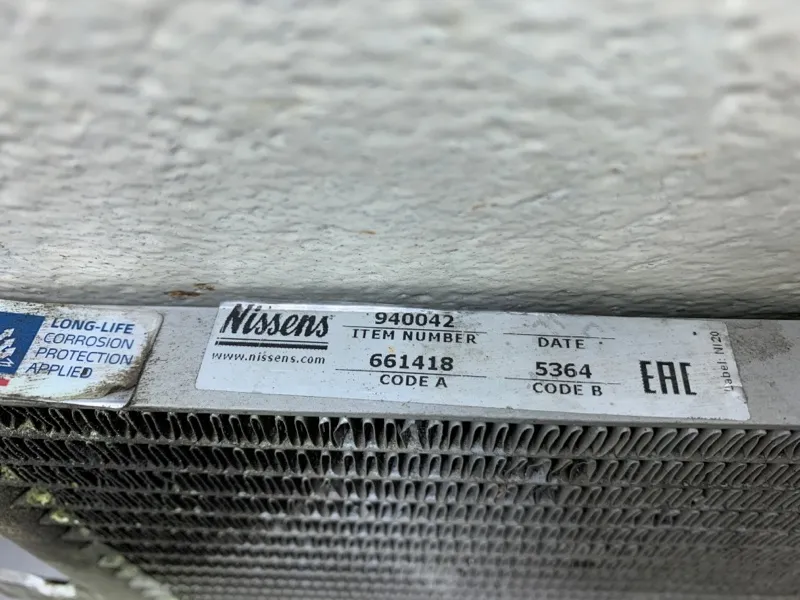 LONG-LIFE
CORROSION
PROTECTION
APPLIED
Nissens
www.nissens.com
940042
ITEM NUMBER
661418
CODE A
DATE
5364
CODE B
EAC
Label: NI20